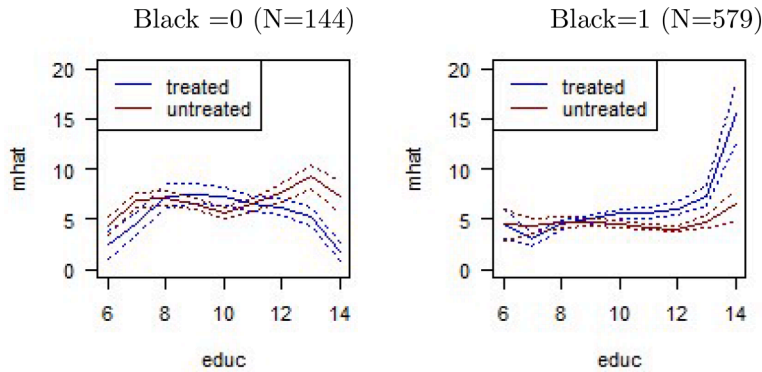 Black =0 (N=144)
Black=1 (N=579)
20
15
10
5
0
mhat
treated
untreated
6
8
10
12
14
educ
20
15
10
5
0
mhat
treated
untreated
6
8
10
12
14
educ